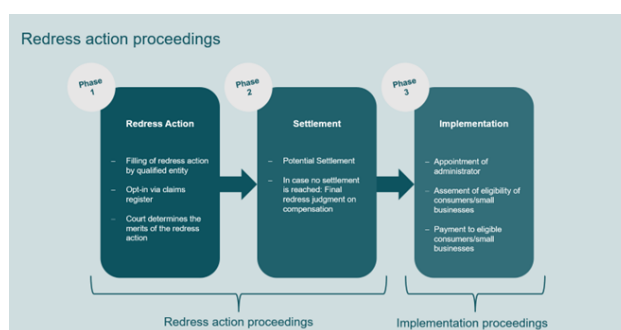 Redress action proceedings
Phase
1
Phase
2
Phase
3
Redress Action
– Filling of redress action
by qualified entity
– Opt-in via claims
register
– Court determines the
merits of the redress
action
Settlement
– Potential Settlement
– In case no settlement
is reached: Final
redress judgment on
compensation
Implementation
– Appointment of
administrator
– Assement of eligibility of
consumers/small
businesses
– Payment to eligible
consumers/small
businesses
Redress action proceedings
Implementation proceedings